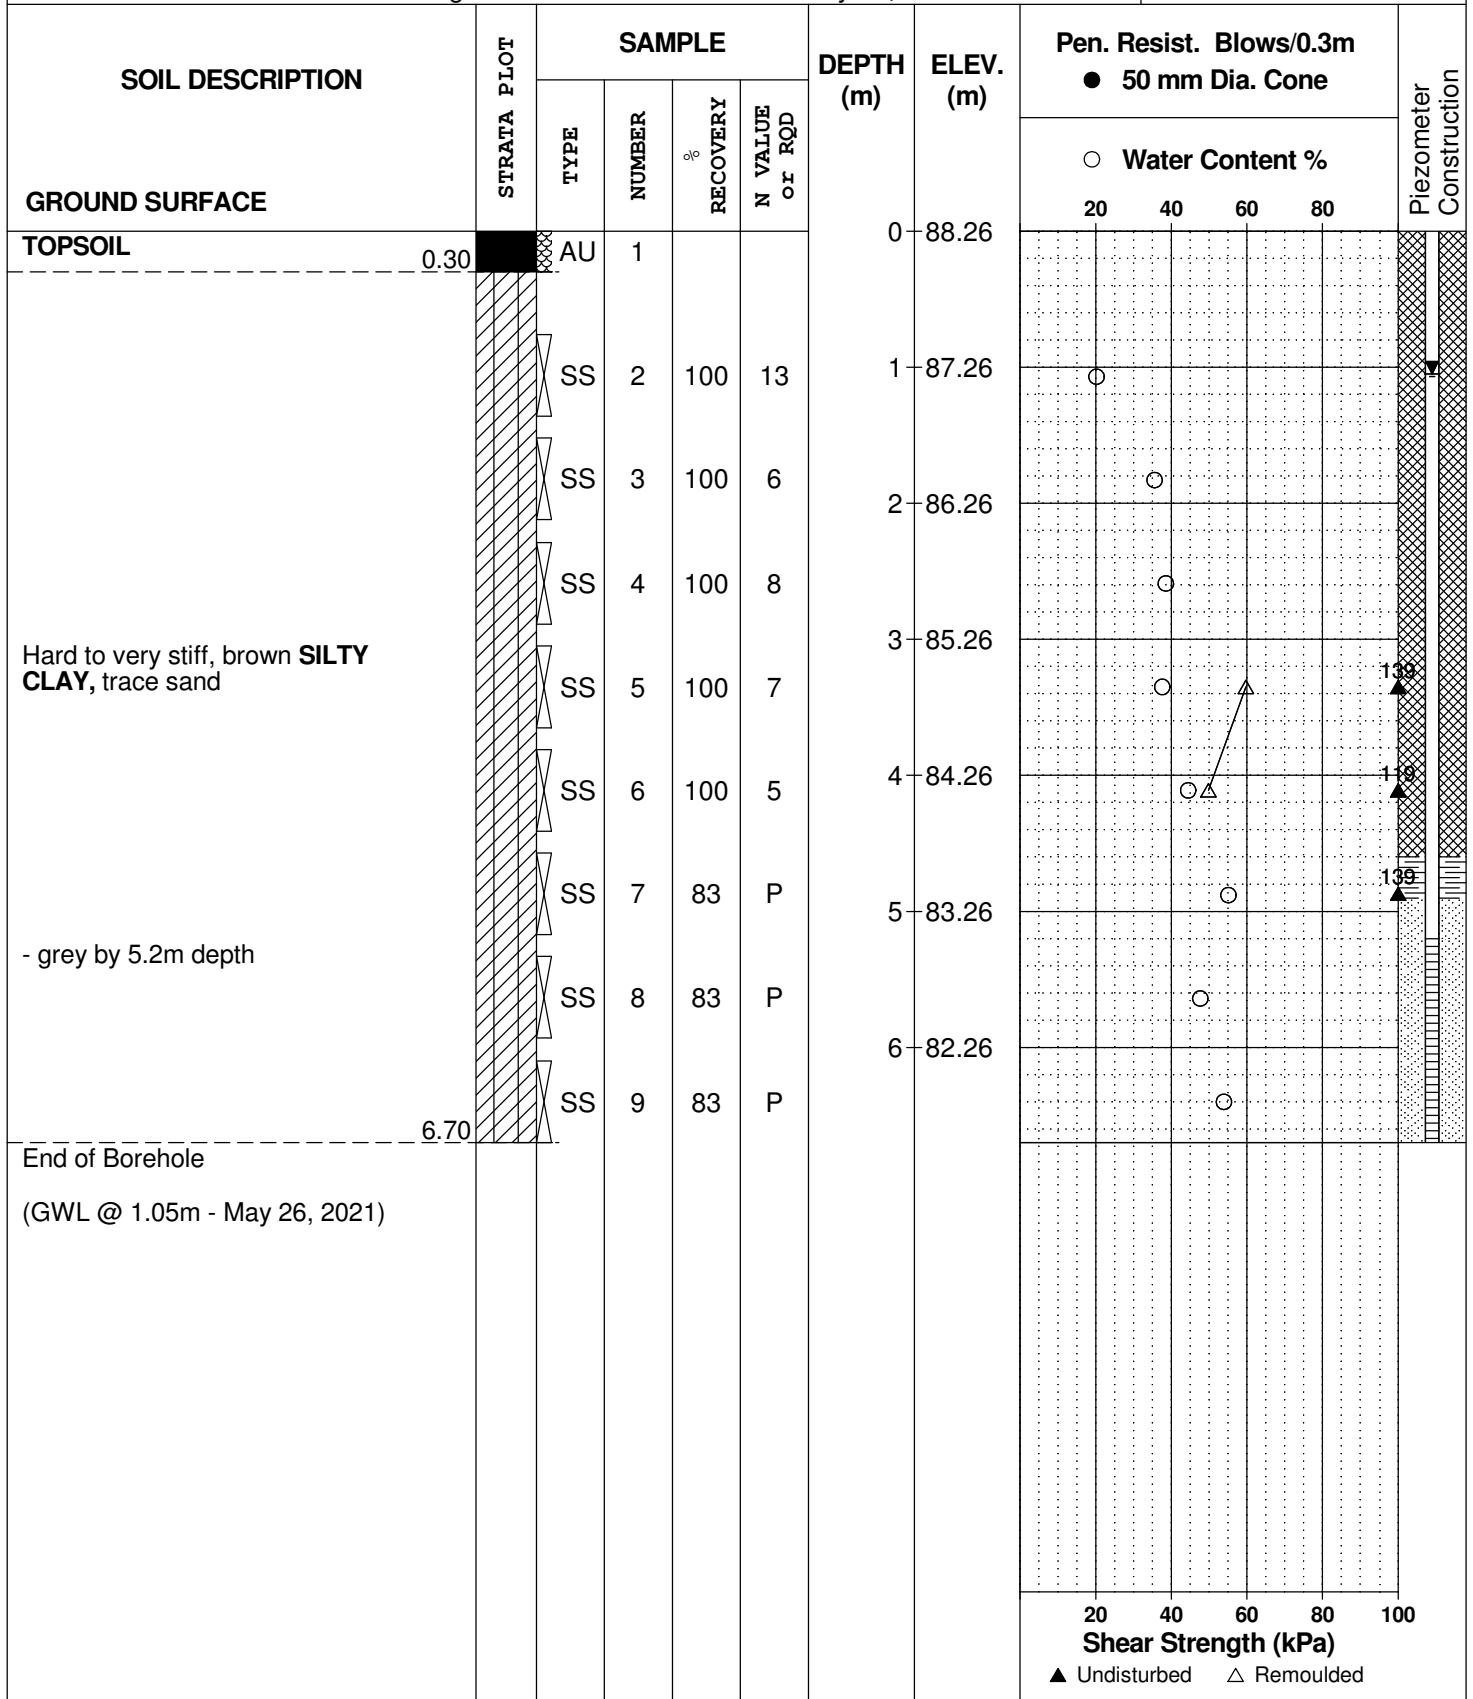 SOIL DESCRIPTION
GROUND SURFACE
STRATA PLOT
SAMPLE
TYPE
NUMBER
% RECOVERY
N VALUE or RQD
DEPTH (m)
ELEV. (m)
Pen. Resist. Blows/0.3m
● 50 mm Dia. Cone
○ Water Content %
20 40 60 80
Piezometer Construction
TOPSOIL
0.30
AU 1
0 88.26
SS 2 100 13
1 87.26
SS 3 100 6
2 86.26
SS 4 100 8
3 85.26
Hard to very stiff, brown SILTY
CLAY, trace sand
SS 5 100 7
139
4 84.26
119
SS 6 100 5
SS 7 83 P
139
5 83.26
- grey by 5.2m depth
SS 8 83 P
6 82.26
SS 9 83 P
6.70
End of Borehole
(GWL @ 1.05m - May 26, 2021)
20 40 60 80 100
Shear Strength (kPa)
▲ Undisturbed △ Remoulded